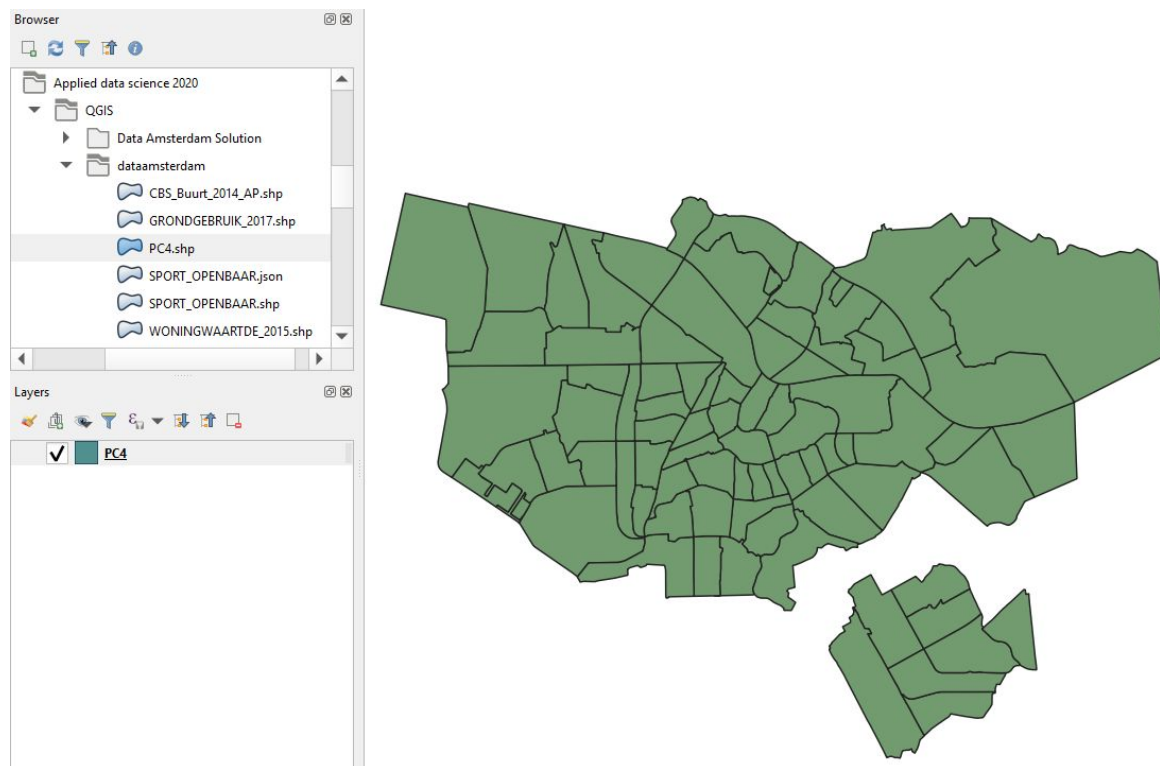 Browser
Applied data science 2020
QGIS
Data Amsterdam Solution
dataamsterdam
CBS_Buurt_2014_AP.shp
GRONDGEBRUIK_2017.shp
PC4.shp
SPORT_OPENBAAR.json
SPORT_OPENBAAR.shp
WONINGWAARTDE_2015.shp
Layers
PC4